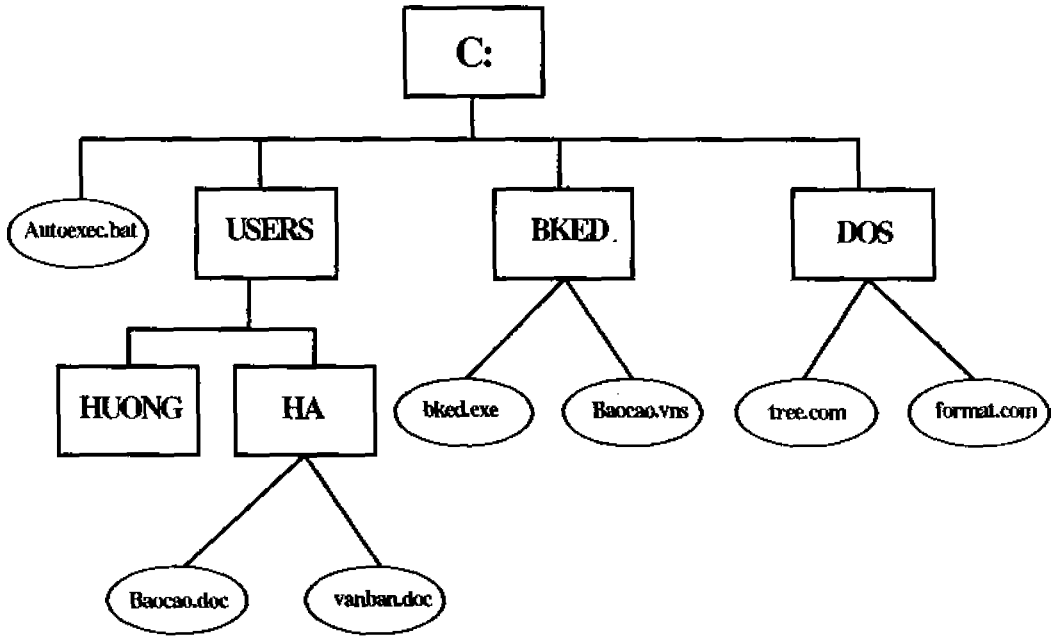 C:
Autoexec.bat
USERS
BKED
DOS
HUONG
HA
bked.exe
Baocao.vns
tree.com
format.com
Baocao.doc
vanban.doc